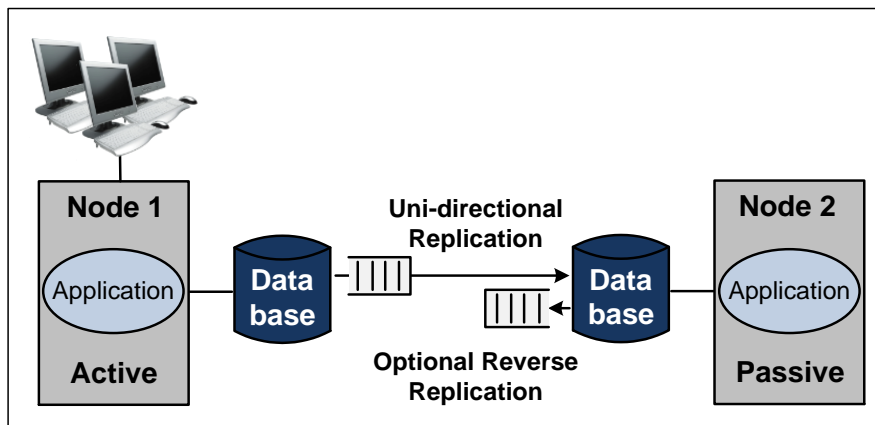 Node 1
Application
Active
Data
base
Uni-directional
Replication
Optional Reverse
Replication
Data
base
Node 2
Application
Passive